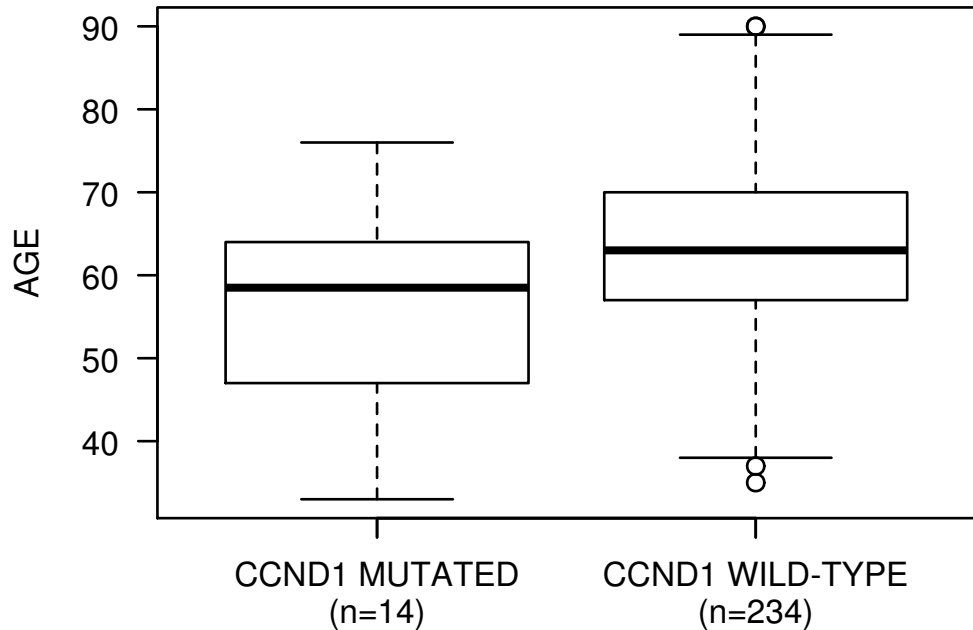 90
80
70
60
50
40
AGE
CCND1 MUTATED
(n=14)
CCND1 WILD-TYPE
(n=234)